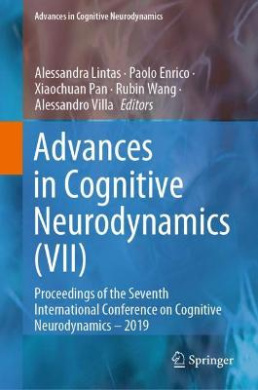 Advances in Cognitive Neurodynamics
Alessandra Lintas · Paolo Enrico ·
Xiaochuan Pan · Rubin Wang ·
Alessandro Villa Editors
Advances
in Cognitive
Neurodynamics
(VII)
Proceedings of the Seventh
International Conference on Cognitive
Neurodynamics – 2019
Springer